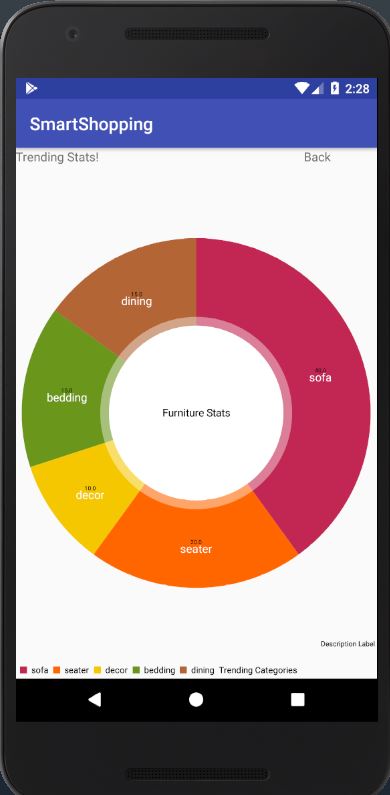 2:28
SmartShopping
Trending Stats! Back
15.0
dining
40.0
sofa
15.0
bedding
Furniture Stats
10.0
decor
20.0
seater
Description Label
sofa seater decor bedding dining Trending Categories